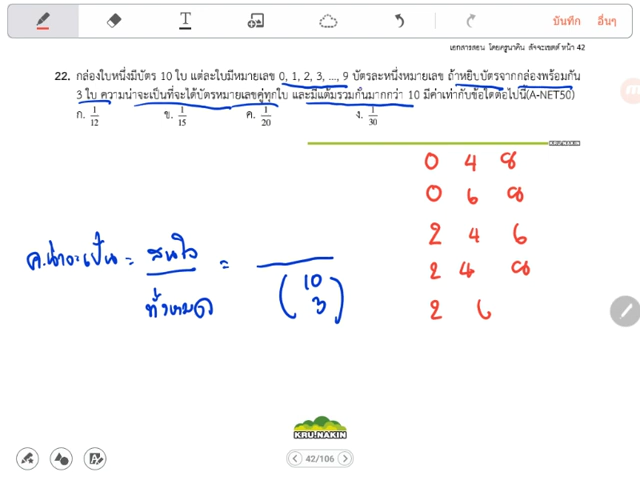 บันทึก อื่นๆ
เอกสารสอน โดยครูนาคิน สัจจะเขตต์ หน้า 42
22. กล่องใบหนึ่งมีบัตร 10 ใบ แต่ละใบมีหมายเลข 0, 1, 2, 3, ..., 9 บัตรละหนึ่งหมายเลข ถ้าหยิบบัตรจากกล่องพร้อมกัน
3 ใบ ความน่าจะเป็นที่จะได้บัตรหมายเลขคู่ทุกใบ และมีแต้มรวมกันมากกว่า 10 มีค่าเท่ากับข้อใดต่อไปนี้(A-NET50)
ก. 1/12 ข. 1/15 ค. 1/20 ง. 1/30
0 4 8
0 6 8
2 4 6
2 4 8
2 6
ค.น่าจะเป็น = สนใจ =
ทั้งหมด (10 3)
KRU.NAKIN
42/106